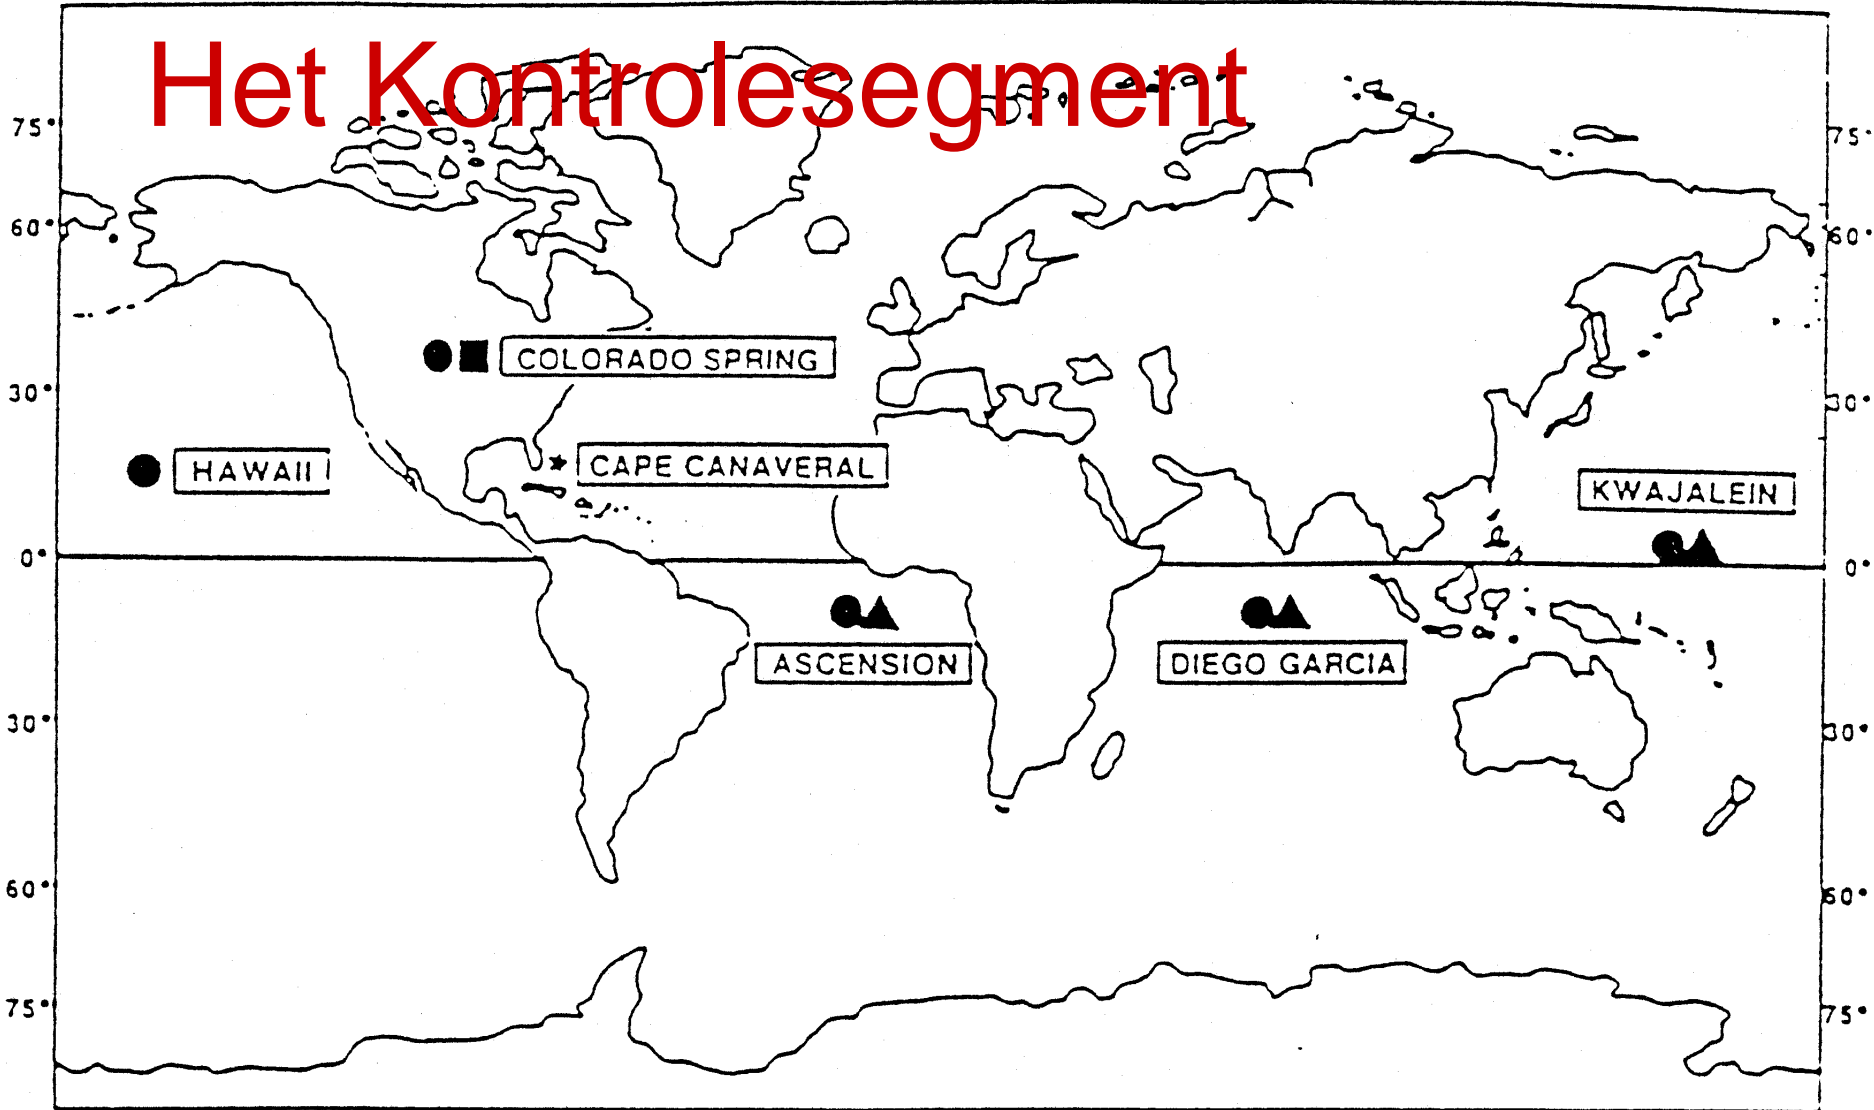 Het Kontrolesegment
75° 75°
60° 60°
COLORADO SPRING
30° 30°
HAWAII
CAPE CANAVERAL
KWAJALEIN
0° 0°
ASCENSION
DIEGO GARCIA
30° 30°
60° 60°
75° 75°